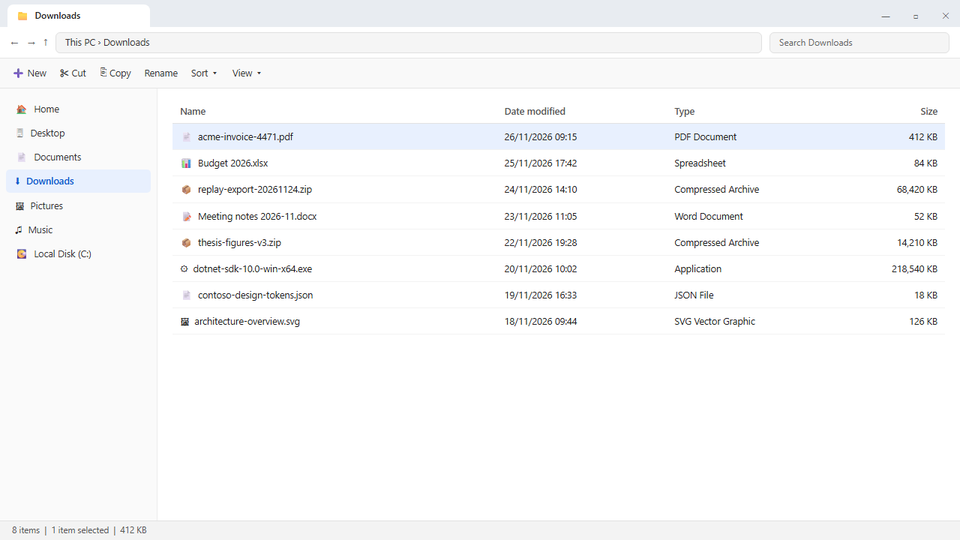 Downloads
This PC › Downloads
Search Downloads
New Cut Copy Rename Sort View
Home
Desktop
Documents
Downloads
Pictures
Music
Local Disk (C:)
Name Date modified Type Size
acme-invoice-4471.pdf 26/11/2026 09:15 PDF Document 412 KB
Budget 2026.xlsx 25/11/2026 17:42 Spreadsheet 84 KB
replay-export-20261124.zip 24/11/2026 14:10 Compressed Archive 68,420 KB
Meeting notes 2026-11.docx 23/11/2026 11:05 Word Document 52 KB
thesis-figures-v3.zip 22/11/2026 19:28 Compressed Archive 14,210 KB
dotnet-sdk-10.0-win-x64.exe 20/11/2026 10:02 Application 218,540 KB
contoso-design-tokens.json 19/11/2026 16:33 JSON File 18 KB
architecture-overview.svg 18/11/2026 09:44 SVG Vector Graphic 126 KB
8 items | 1 item selected | 412 KB